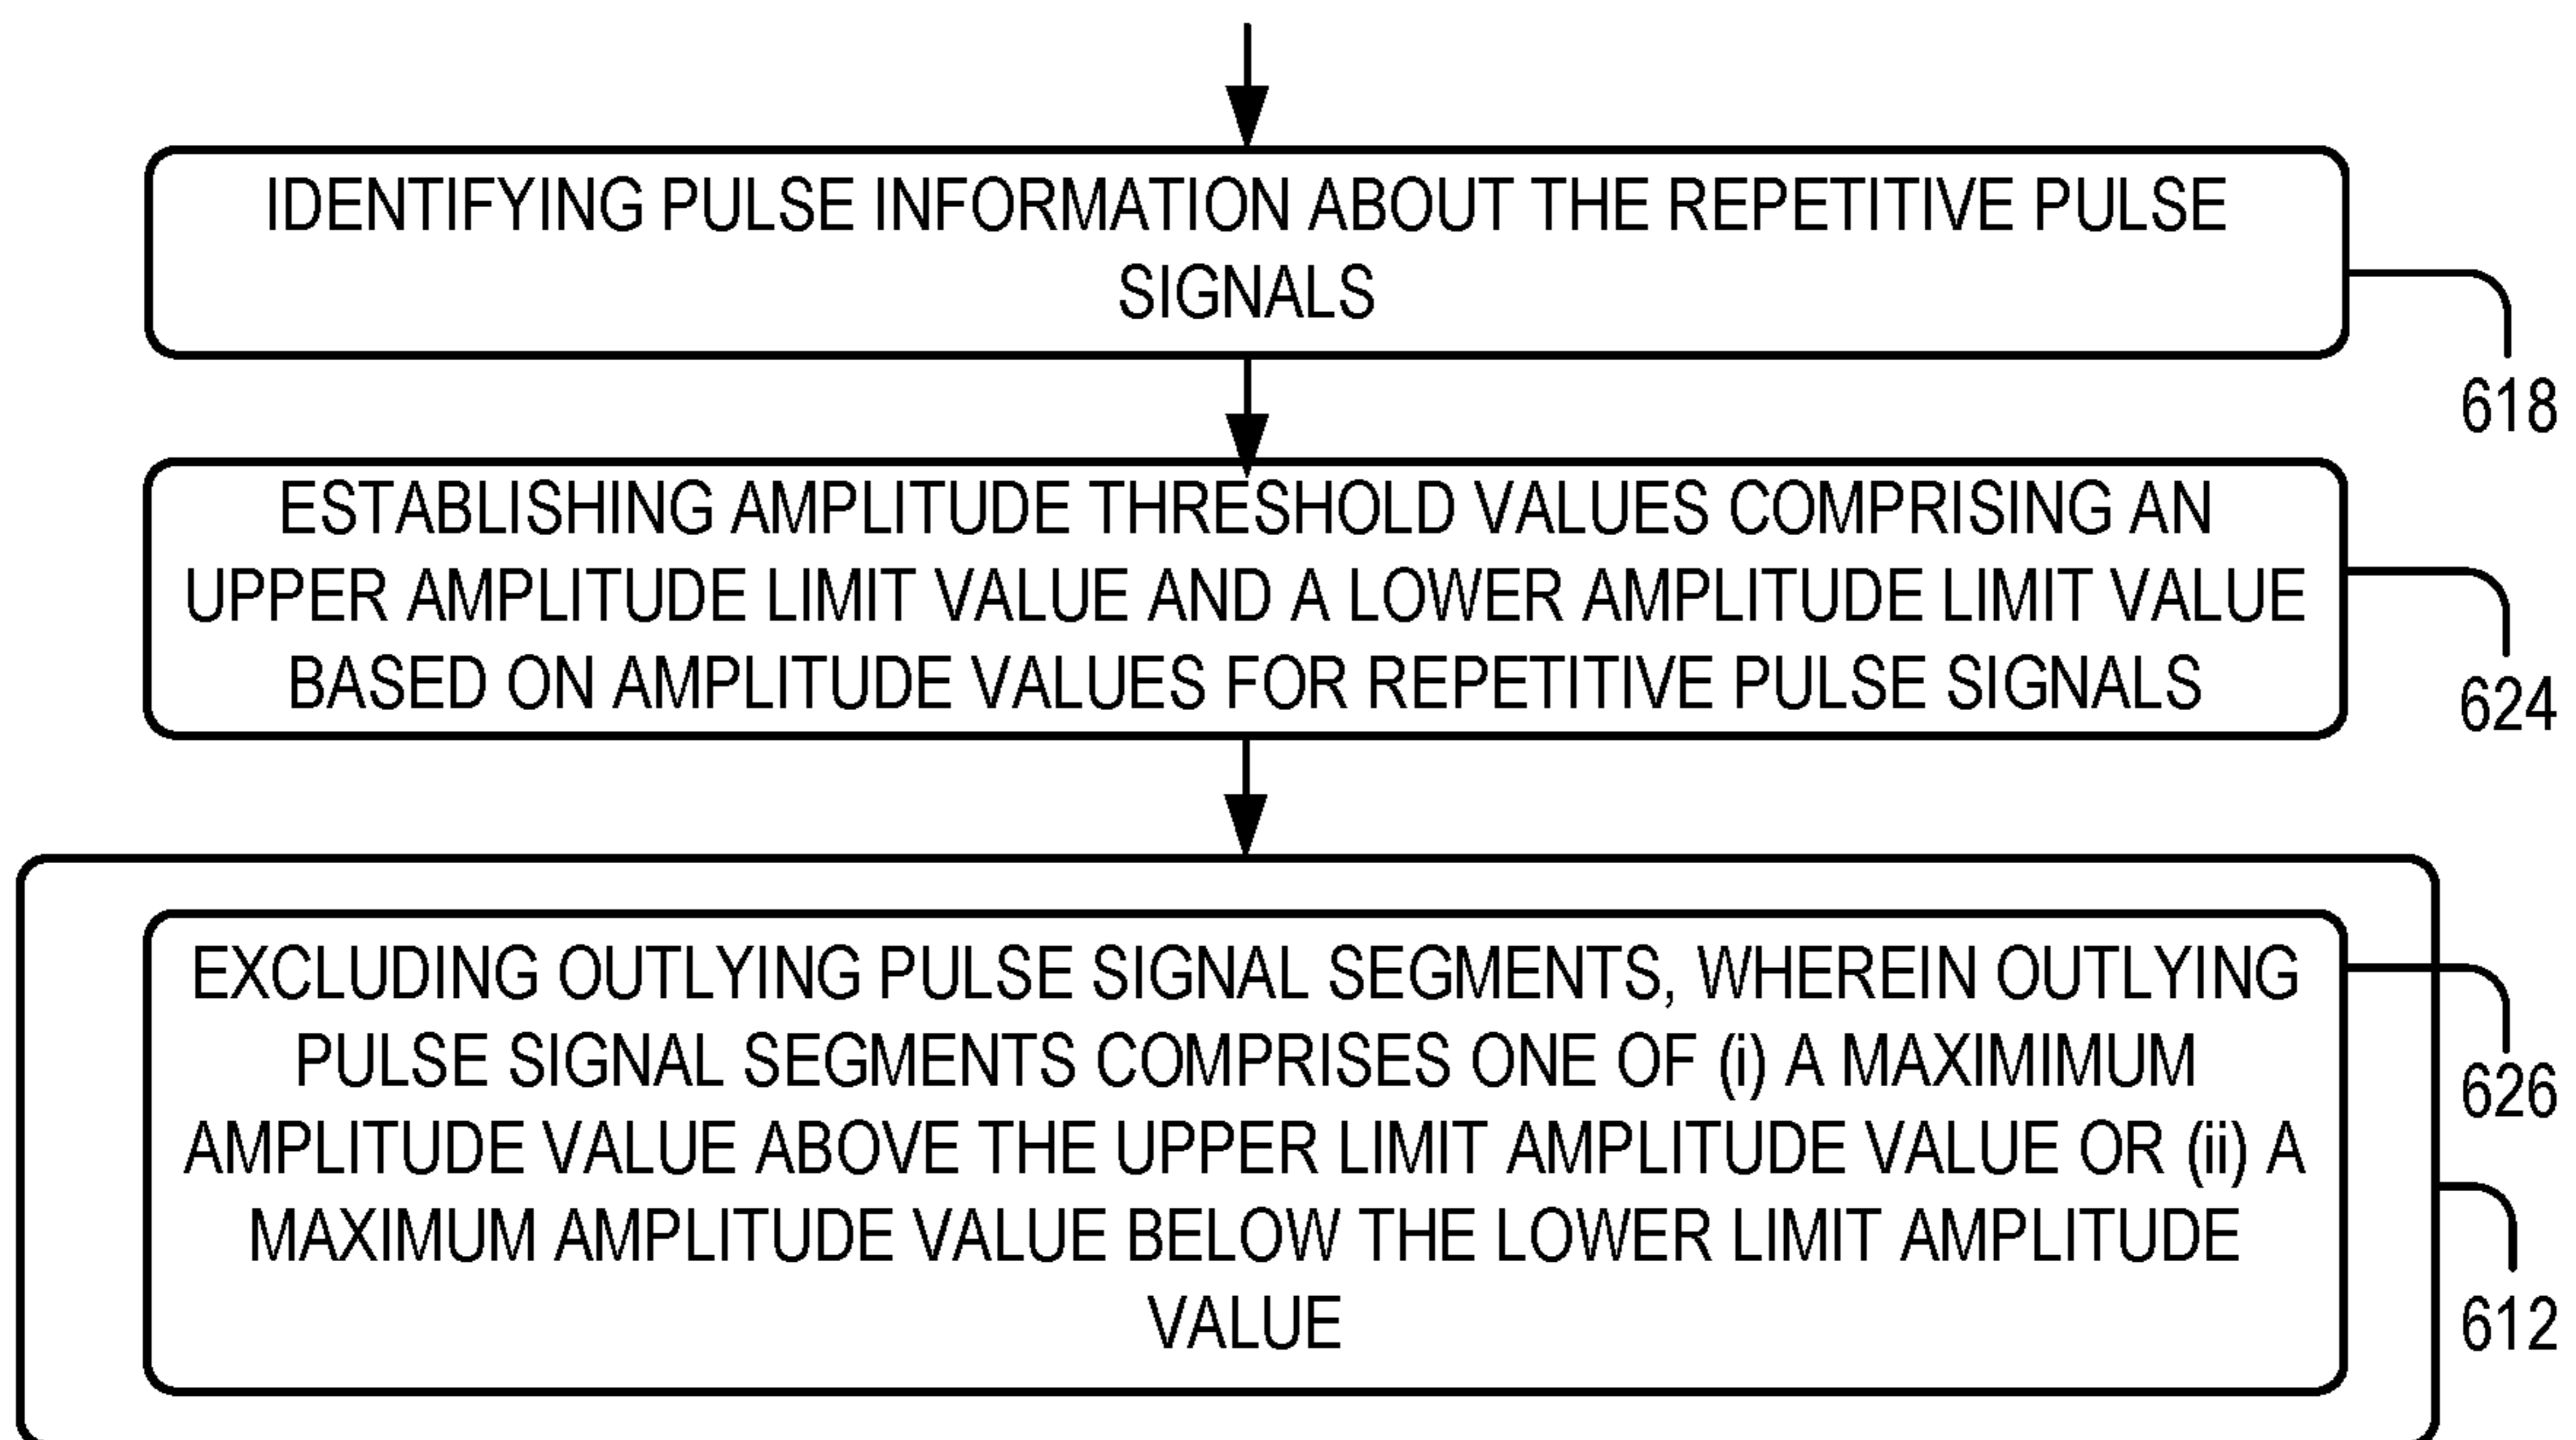 IDENTIFYING PULSE INFORMATION ABOUT THE REPETITIVE PULSE
SIGNALS
618
ESTABLISHING AMPLITUDE THRESHOLD VALUES COMPRISING AN
UPPER AMPLITUDE LIMIT VALUE AND A LOWER AMPLITUDE LIMIT VALUE
BASED ON AMPLITUDE VALUES FOR REPETITIVE PULSE SIGNALS
624
EXCLUDING OUTLYING PULSE SIGNAL SEGMENTS, WHEREIN OUTLYING
PULSE SIGNAL SEGMENTS COMPRISES ONE OF (i) A MAXIMIMUM
AMPLITUDE VALUE ABOVE THE UPPER LIMIT AMPLITUDE VALUE OR (ii) A
MAXIMUM AMPLITUDE VALUE BELOW THE LOWER LIMIT AMPLITUDE
VALUE
626
612